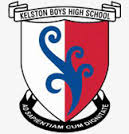 KELSTON BOYS HIGH SCHOOL
AD SAPIENTIAM CUM DIGNITATE